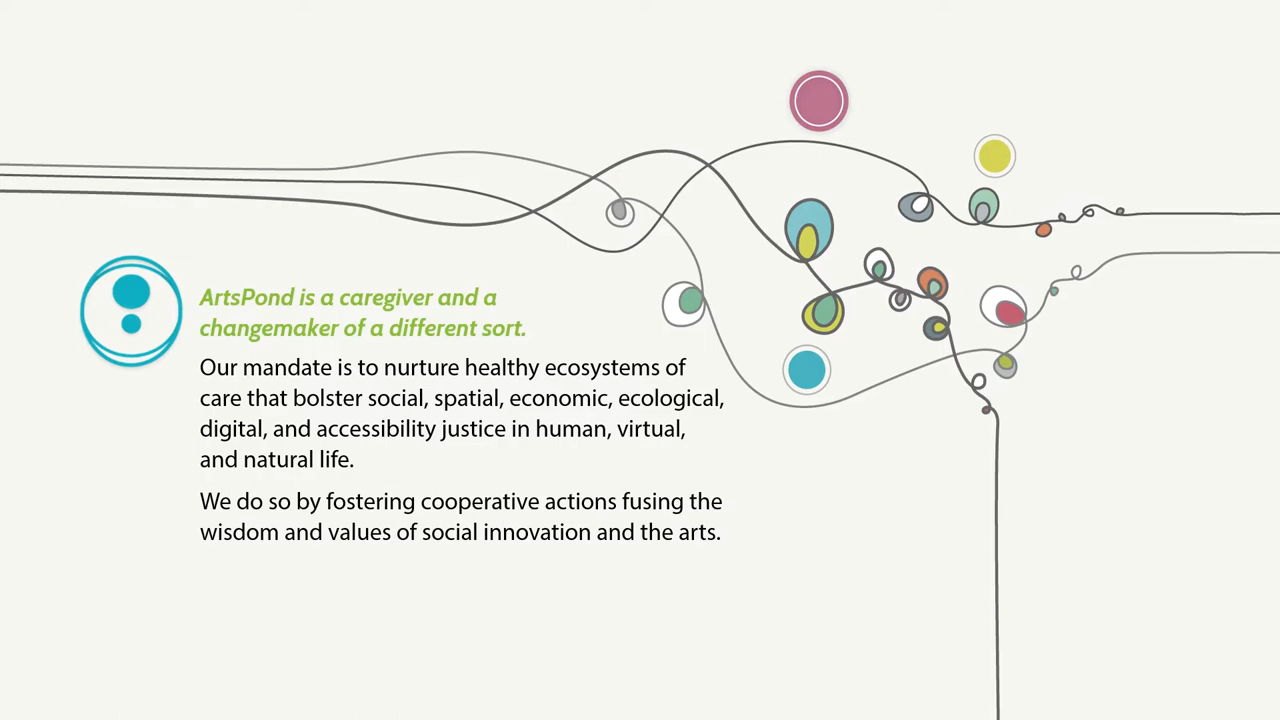 ArtsPond is a caregiver and a
changemaker of a different sort.
Our mandate is to nurture healthy ecosystems of
care that bolster social, spatial, economic, ecological,
digital, and accessibility justice in human, virtual,
and natural life.
We do so by fostering cooperative actions fusing the
wisdom and values of social innovation and the arts.